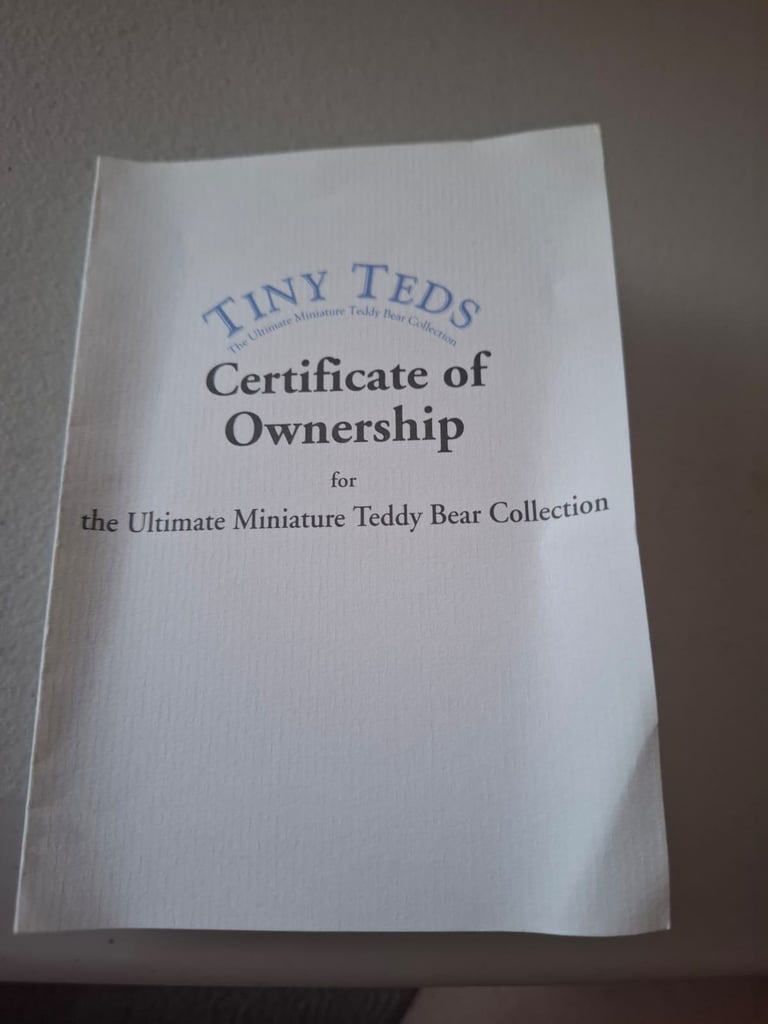 TINY TEDS
The Ultimate Miniature Teddy Bear Collection
Certificate of
Ownership
for
the Ultimate Miniature Teddy Bear Collection